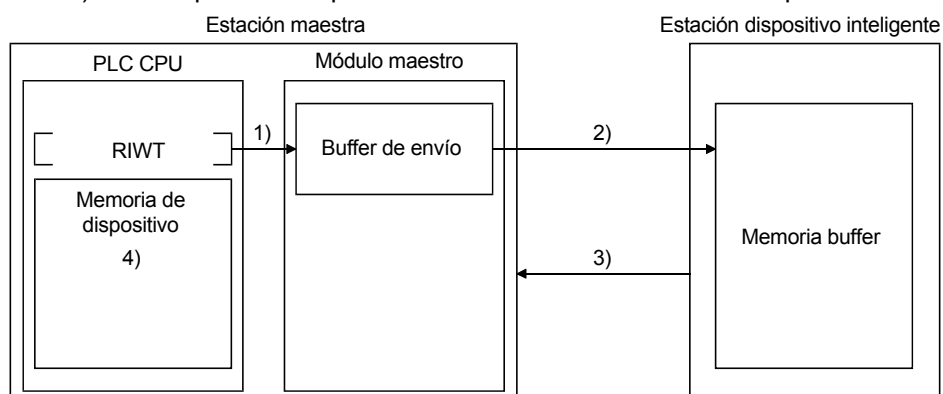 Estación maestra
Estación dispositivo inteligente
PLC CPU
Módulo maestro
RIWT
1)
Buffer de envío
2)
Memoria de
dispositivo
4)
Memoria buffer
3)